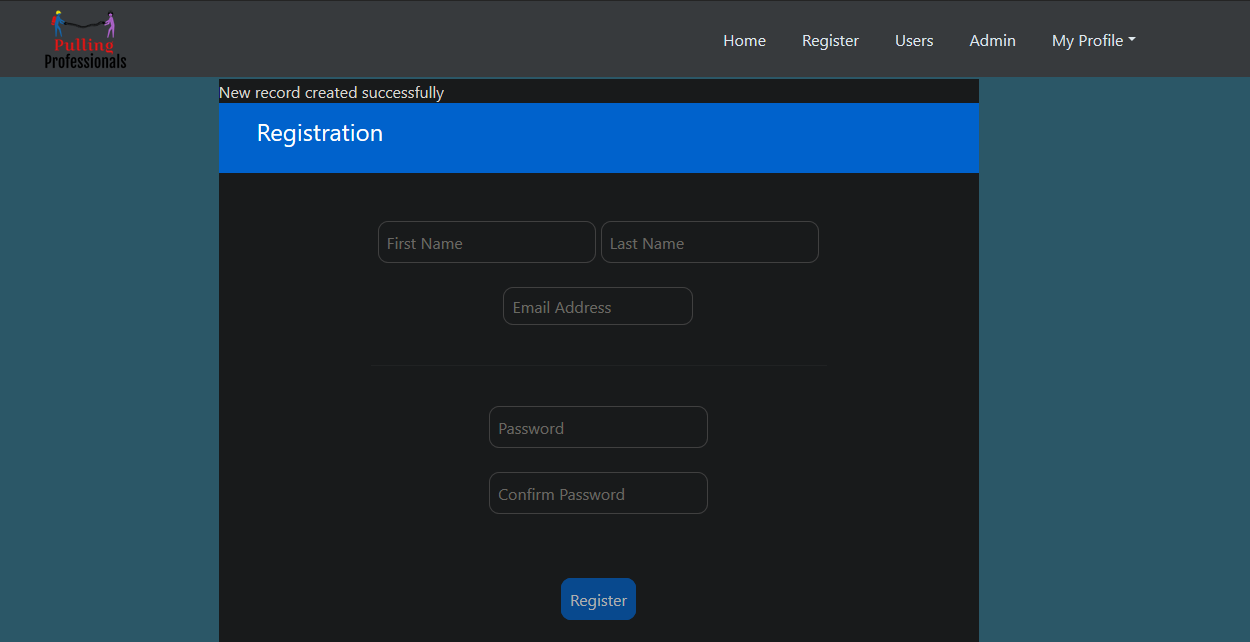 Pulling
Professionals
Home Register Users Admin My Profile
New record created successfully
Registration
First Name Last Name
Email Address
Password
Confirm Password
Register